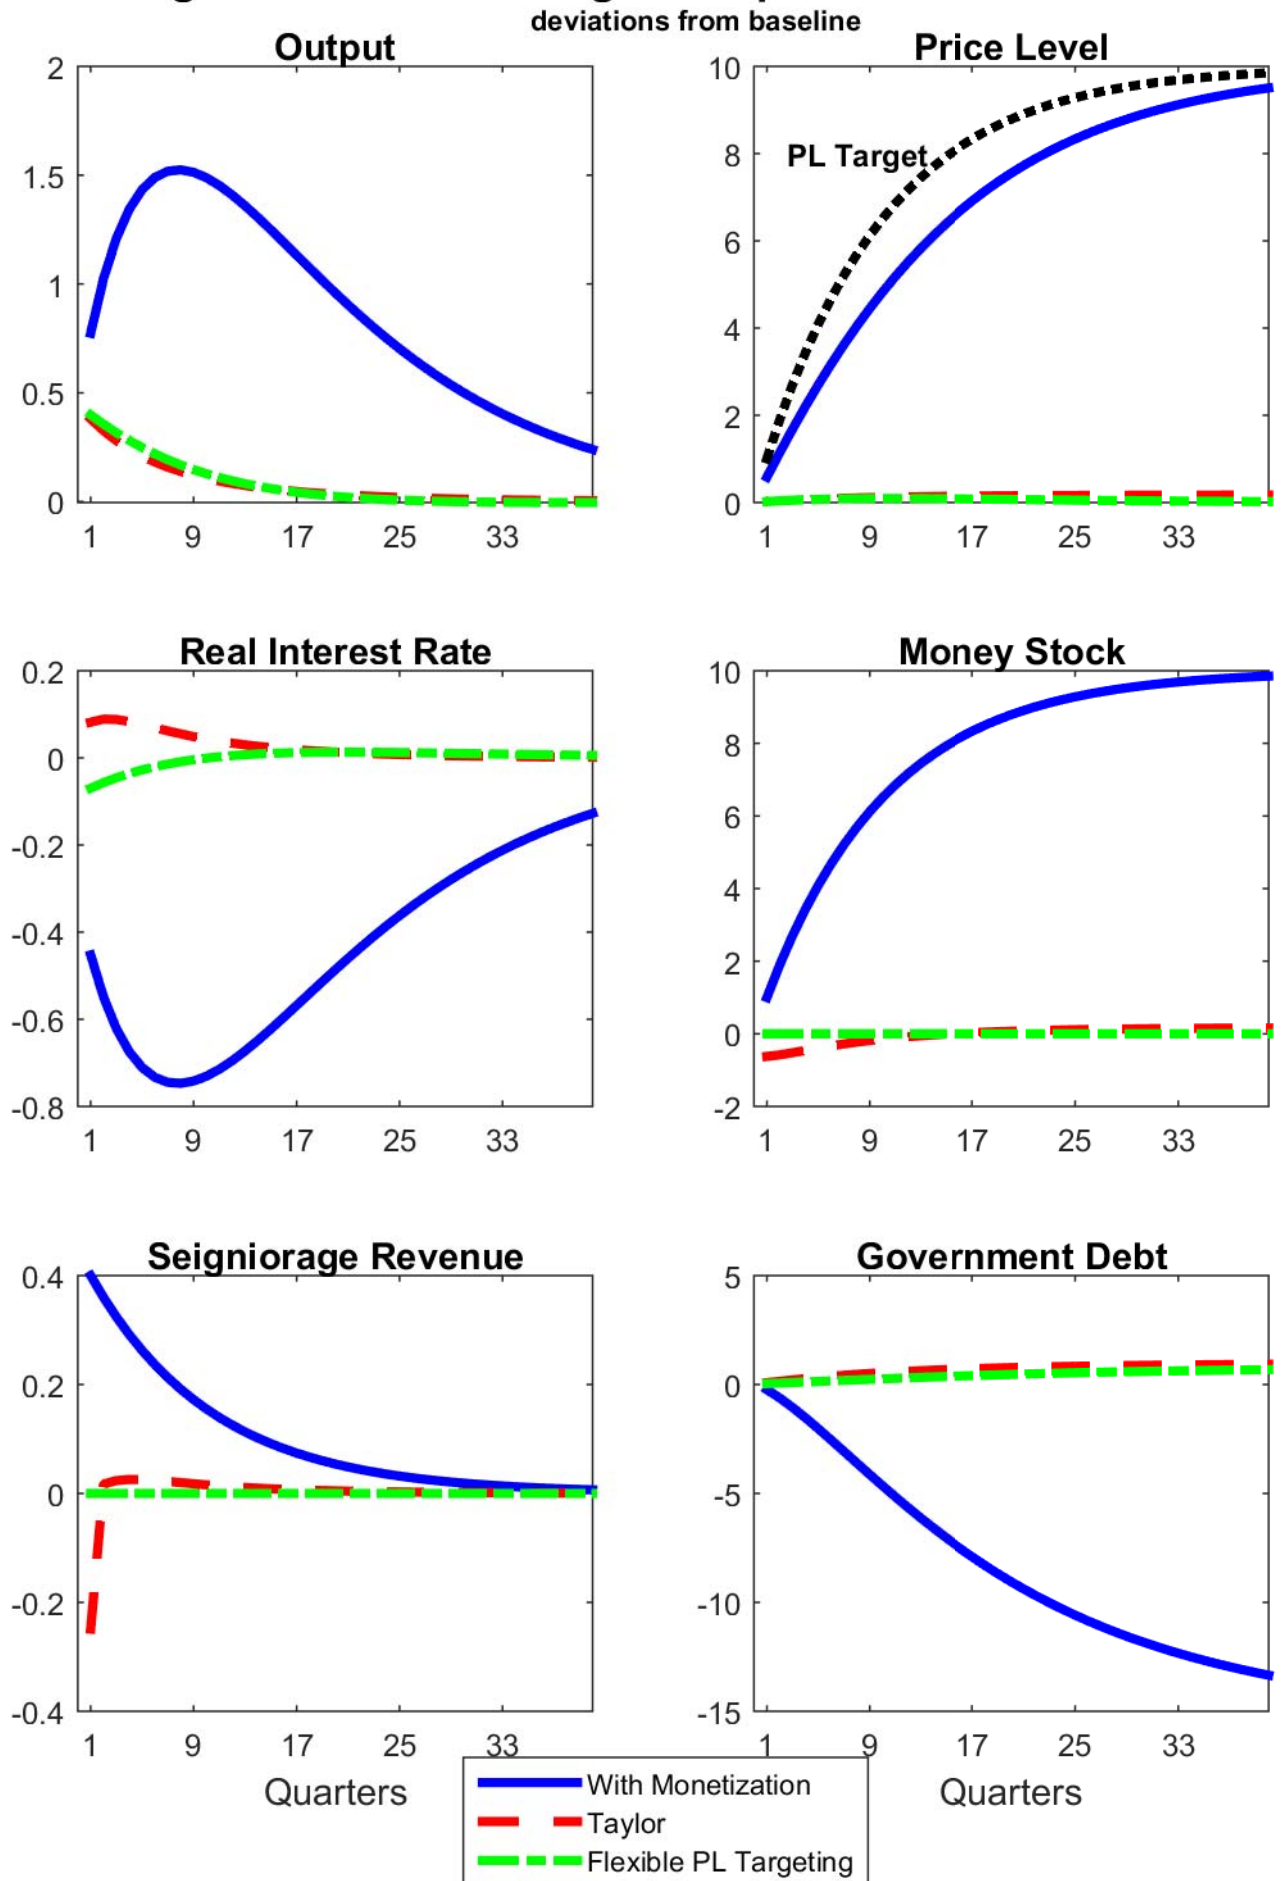 deviations from baseline
Output
2
1.5
1
0.5
0
1 9 17 25 33
Price Level
10
8
6
4
2
0
PL Target
1 9 17 25 33
Real Interest Rate
0.2
0
-0.2
-0.4
-0.6
-0.8
1 9 17 25 33
Money Stock
10
8
6
4
2
0
-2
1 9 17 25 33
Seigniorage Revenue
0.4
0.2
0
-0.2
-0.4
1 9 17 25 33
Quarters
Government Debt
5
0
-5
-10
-15
1 9 17 25 33
Quarters
With Monetization
Taylor
Flexible PL Targeting